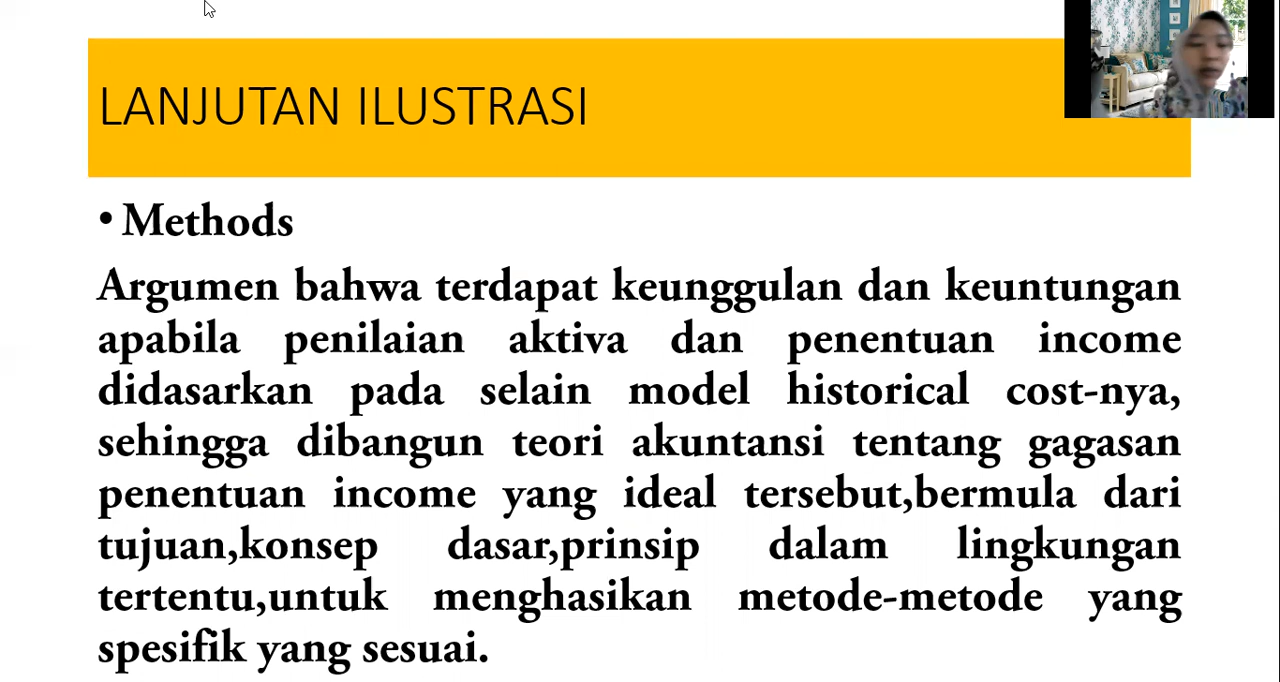 LANJUTAN ILUSTRASI
• Methods
Argumen bahwa terdapat keunggulan dan keuntungan
apabila penilaian aktiva dan penentuan income
didasarkan pada selain model historical cost-nya,
sehingga dibangun teori akuntansi tentang gagasan
penentuan income yang ideal tersebut,bermula dari
tujuan,konsep dasar,prinsip dalam lingkungan
tertentu,untuk menghasikan metode-metode yang
spesifik yang sesuai.